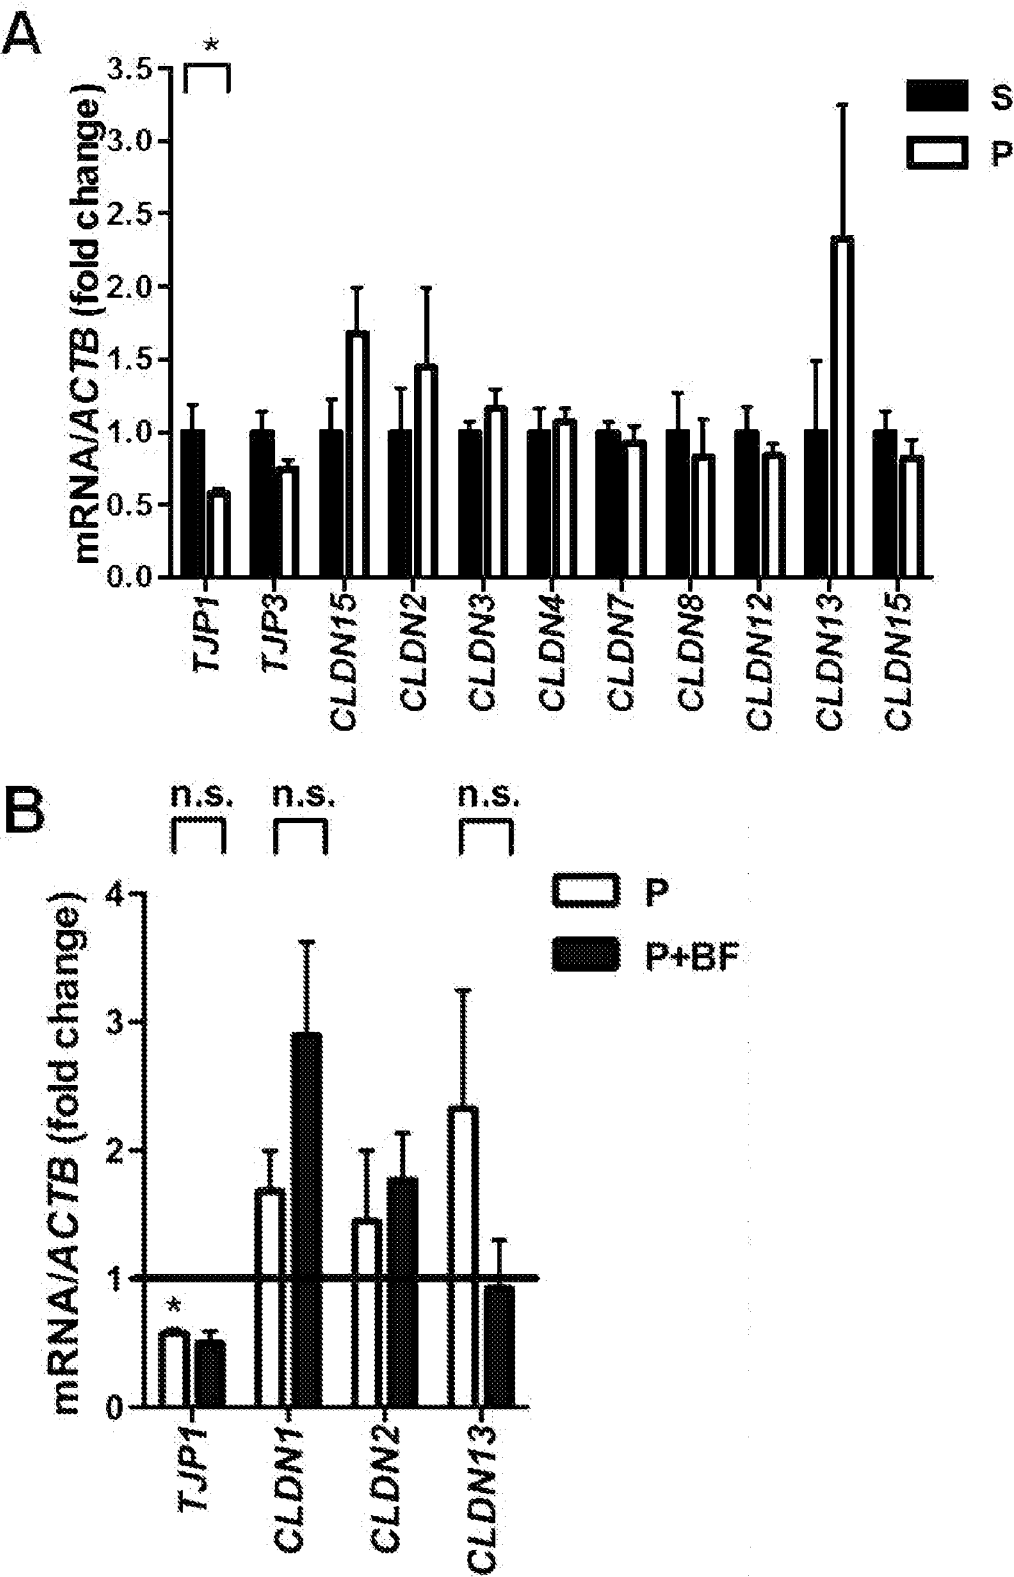 A
*
mRNA/ACTB (fold change)
3.5
3.0
2.5
2.0
1.5
1.0
0.5
0.0
S
P
TJP1
TJP3
CLDN15
CLDN2
CLDN3
CLDN4
CLDN7
CLDN8
CLDN12
CLDN13
CLDN15
B
n.s.
n.s.
n.s.
mRNA/ACTB (fold change)
4
3
2
1
0
P
P+BF
*
TJP1
CLDN1
CLDN2
CLDN13